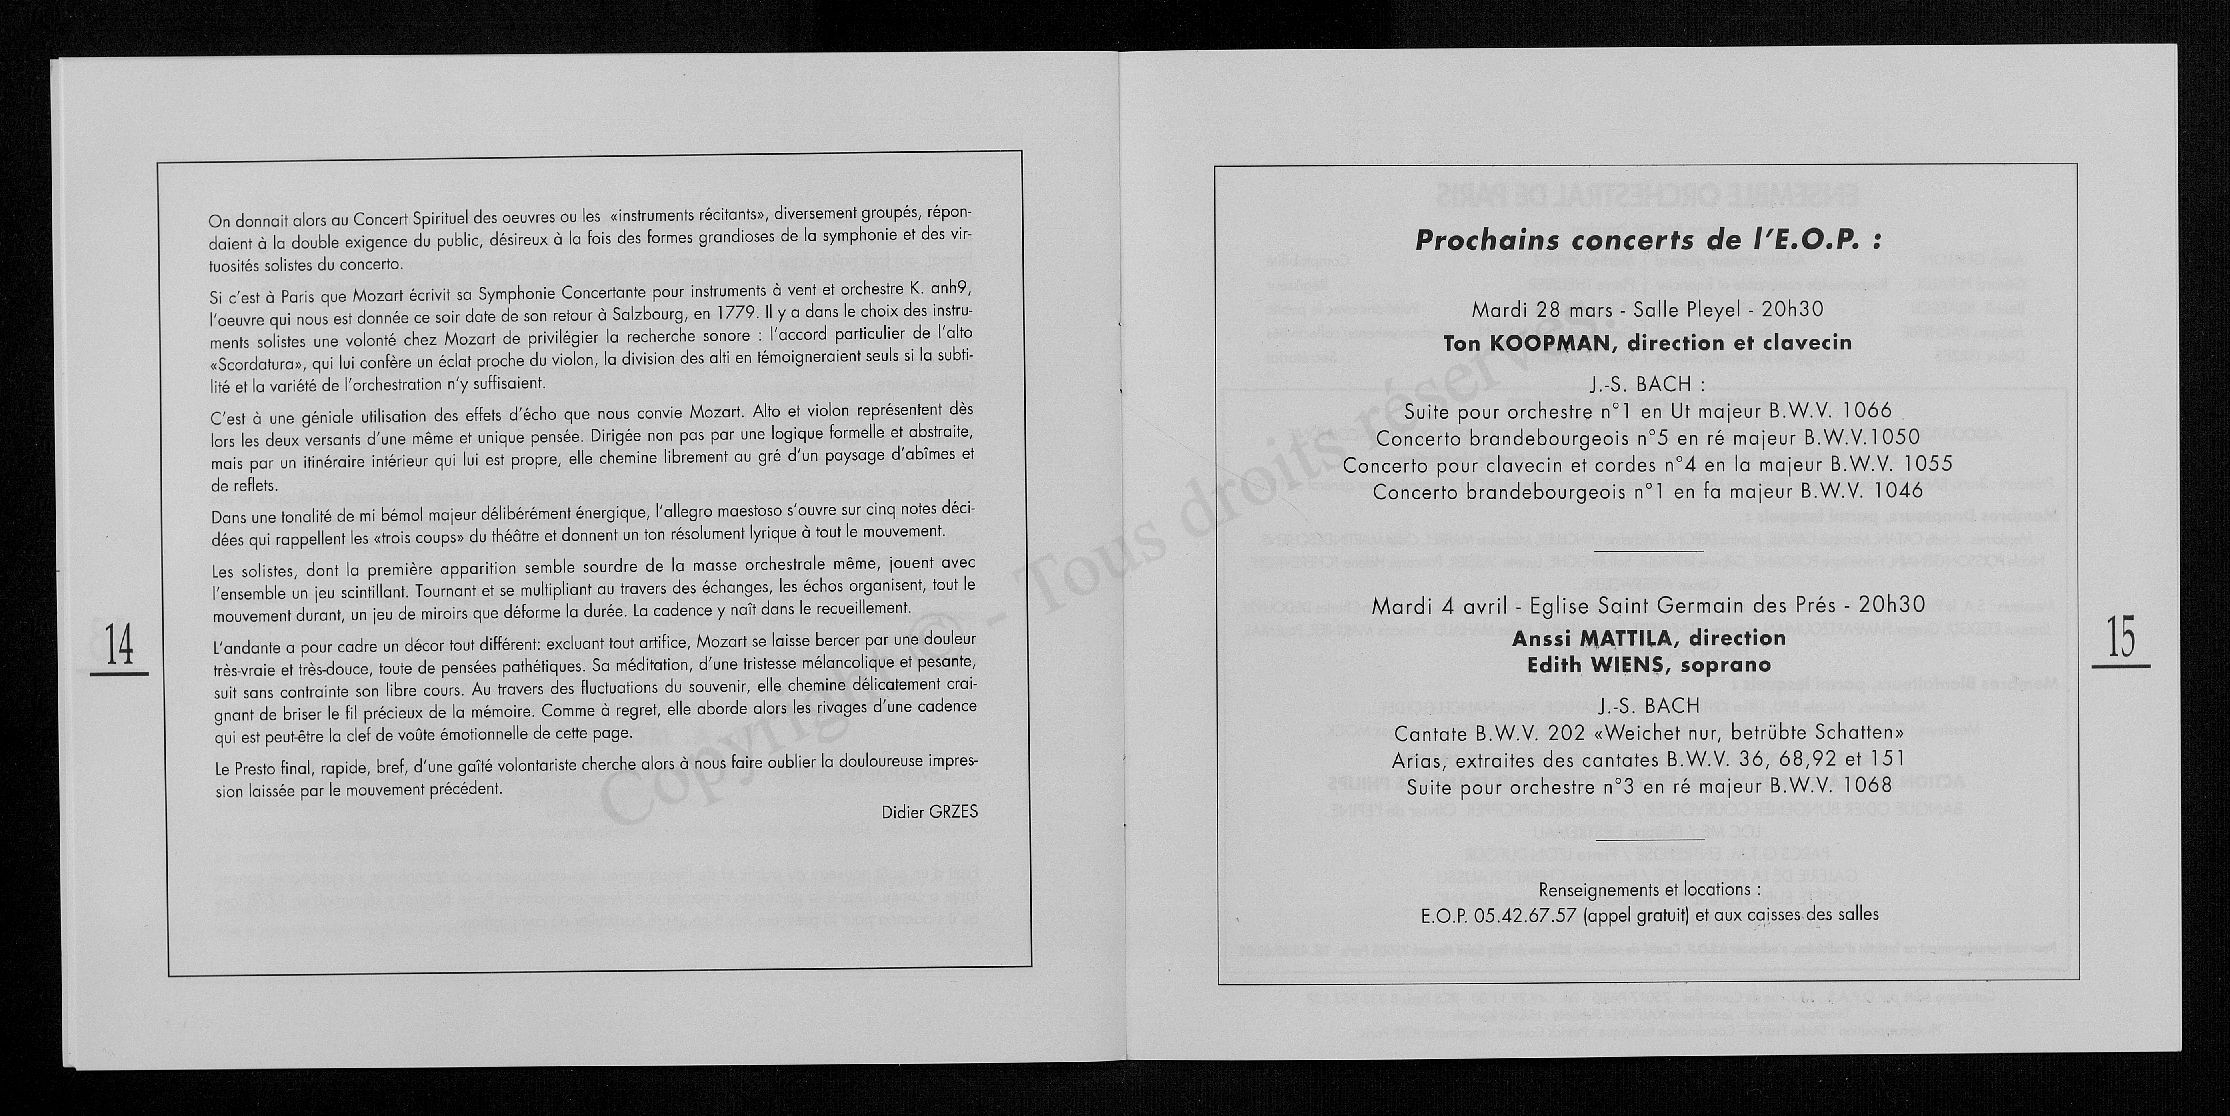 On donnait alors au Concert Spirituel des oeuvres ou les «instruments récitants», diversement groupés, répon-
daient à la double exigence du public, désireux à la fois des formes grandioses de la symphonie et des vir-
tuosités solistes du concerto.
Si c'est à Paris que Mozart écrivit sa Symphonie Concertante pour instruments à vent et orchestre K. anh9,
l'oeuvre qui nous est donnée ce soir date de son retour à Salzbourg, en 1779. Il y a dans le choix des instru-
ments solistes une volonté chez Mozart de privilégier la recherche sonore : l'accord particulier de l'alto
«Scordatura», qui lui confère un éclat proche du violon, la division des alti en témoigneraient seuls si la subti-
lité et la variété de l'orchestration n'y suffisaient.
C'est à une géniale utilisation des effets d'écho que nous convie Mozart. Alto et violon représentent dès
lors les deux versants d'une même et unique pensée. Dirigée non pas par une logique formelle et abstraite,
mais par un itinéraire intérieur qui lui est propre, elle chemine librement au gré d'un paysage d'abîmes et
de reflets.
Dans une tonalité de mi bémol majeur délibérément énergique, l'allegro maestoso s'ouvre sur cinq notes déci-
dées qui rappellent les «trois coups» du théâtre et donnent un ton résolument lyrique à tout le mouvement.
Les solistes, dont la première apparition semble sourdre de la masse orchestrale même, jouent avec
l'ensemble un jeu scintillant. Tournant et se multipliant au travers des échanges, les échos organisent, tout le
mouvement durant, un jeu de miroirs que déforme la durée. La cadence y naît dans le recueillement.
L'andante a pour cadre un décor tout différent: excluant tout artifice, Mozart se laisse bercer par une douleur
très-vraie et très-douce, toute de pensées pathétiques. Sa méditation, d'une tristesse mélancolique et pesante,
suit sans contrainte son libre cours. Au travers des fluctuations du souvenir, elle chemine délicatement crai-
gnant de briser le fil précieux de la mémoire. Comme à regret, elle aborde alors les rivages d'une cadence
qui est peut-être la clef de voûte émotionnelle de cette page.
Le Presto final, rapide, bref, d'une gaîté volontariste cherche alors à nous faire oublier la douloureuse impres-
sion laissée par le mouvement précédent.
Didier GRZES
14
Prochains concerts de l'E.O.P. :
Mardi 28 mars - Salle Pleyel - 20h30
Ton KOOPMAN, direction et clavecin
J.-S. BACH :
Suite pour orchestre n°1 en Ut majeur B.W.V. 1066
Concerto brandebourgeois n°5 en ré majeur B.W.V.1050
Concerto pour clavecin et cordes n°4 en la majeur B.W.V. 1055
Concerto brandebourgeois n°1 en fa majeur B.W.V. 1046
Mardi 4 avril - Eglise Saint Germain des Prés - 20h30
Anssi MATTILA, direction
Edith WIENS, soprano
J.-S. BACH
Cantate B.W.V. 202 «Weichet nur, betrübte Schatten»
Arias, extraites des cantates B.W.V. 36, 68,92 et 151
Suite pour orchestre n°3 en ré majeur B.W.V. 1068
Renseignements et locations :
E.O.P. 05.42.67.57 (appel gratuit) et aux caisses des salles
15
Copyright © - Tous droits réservés.